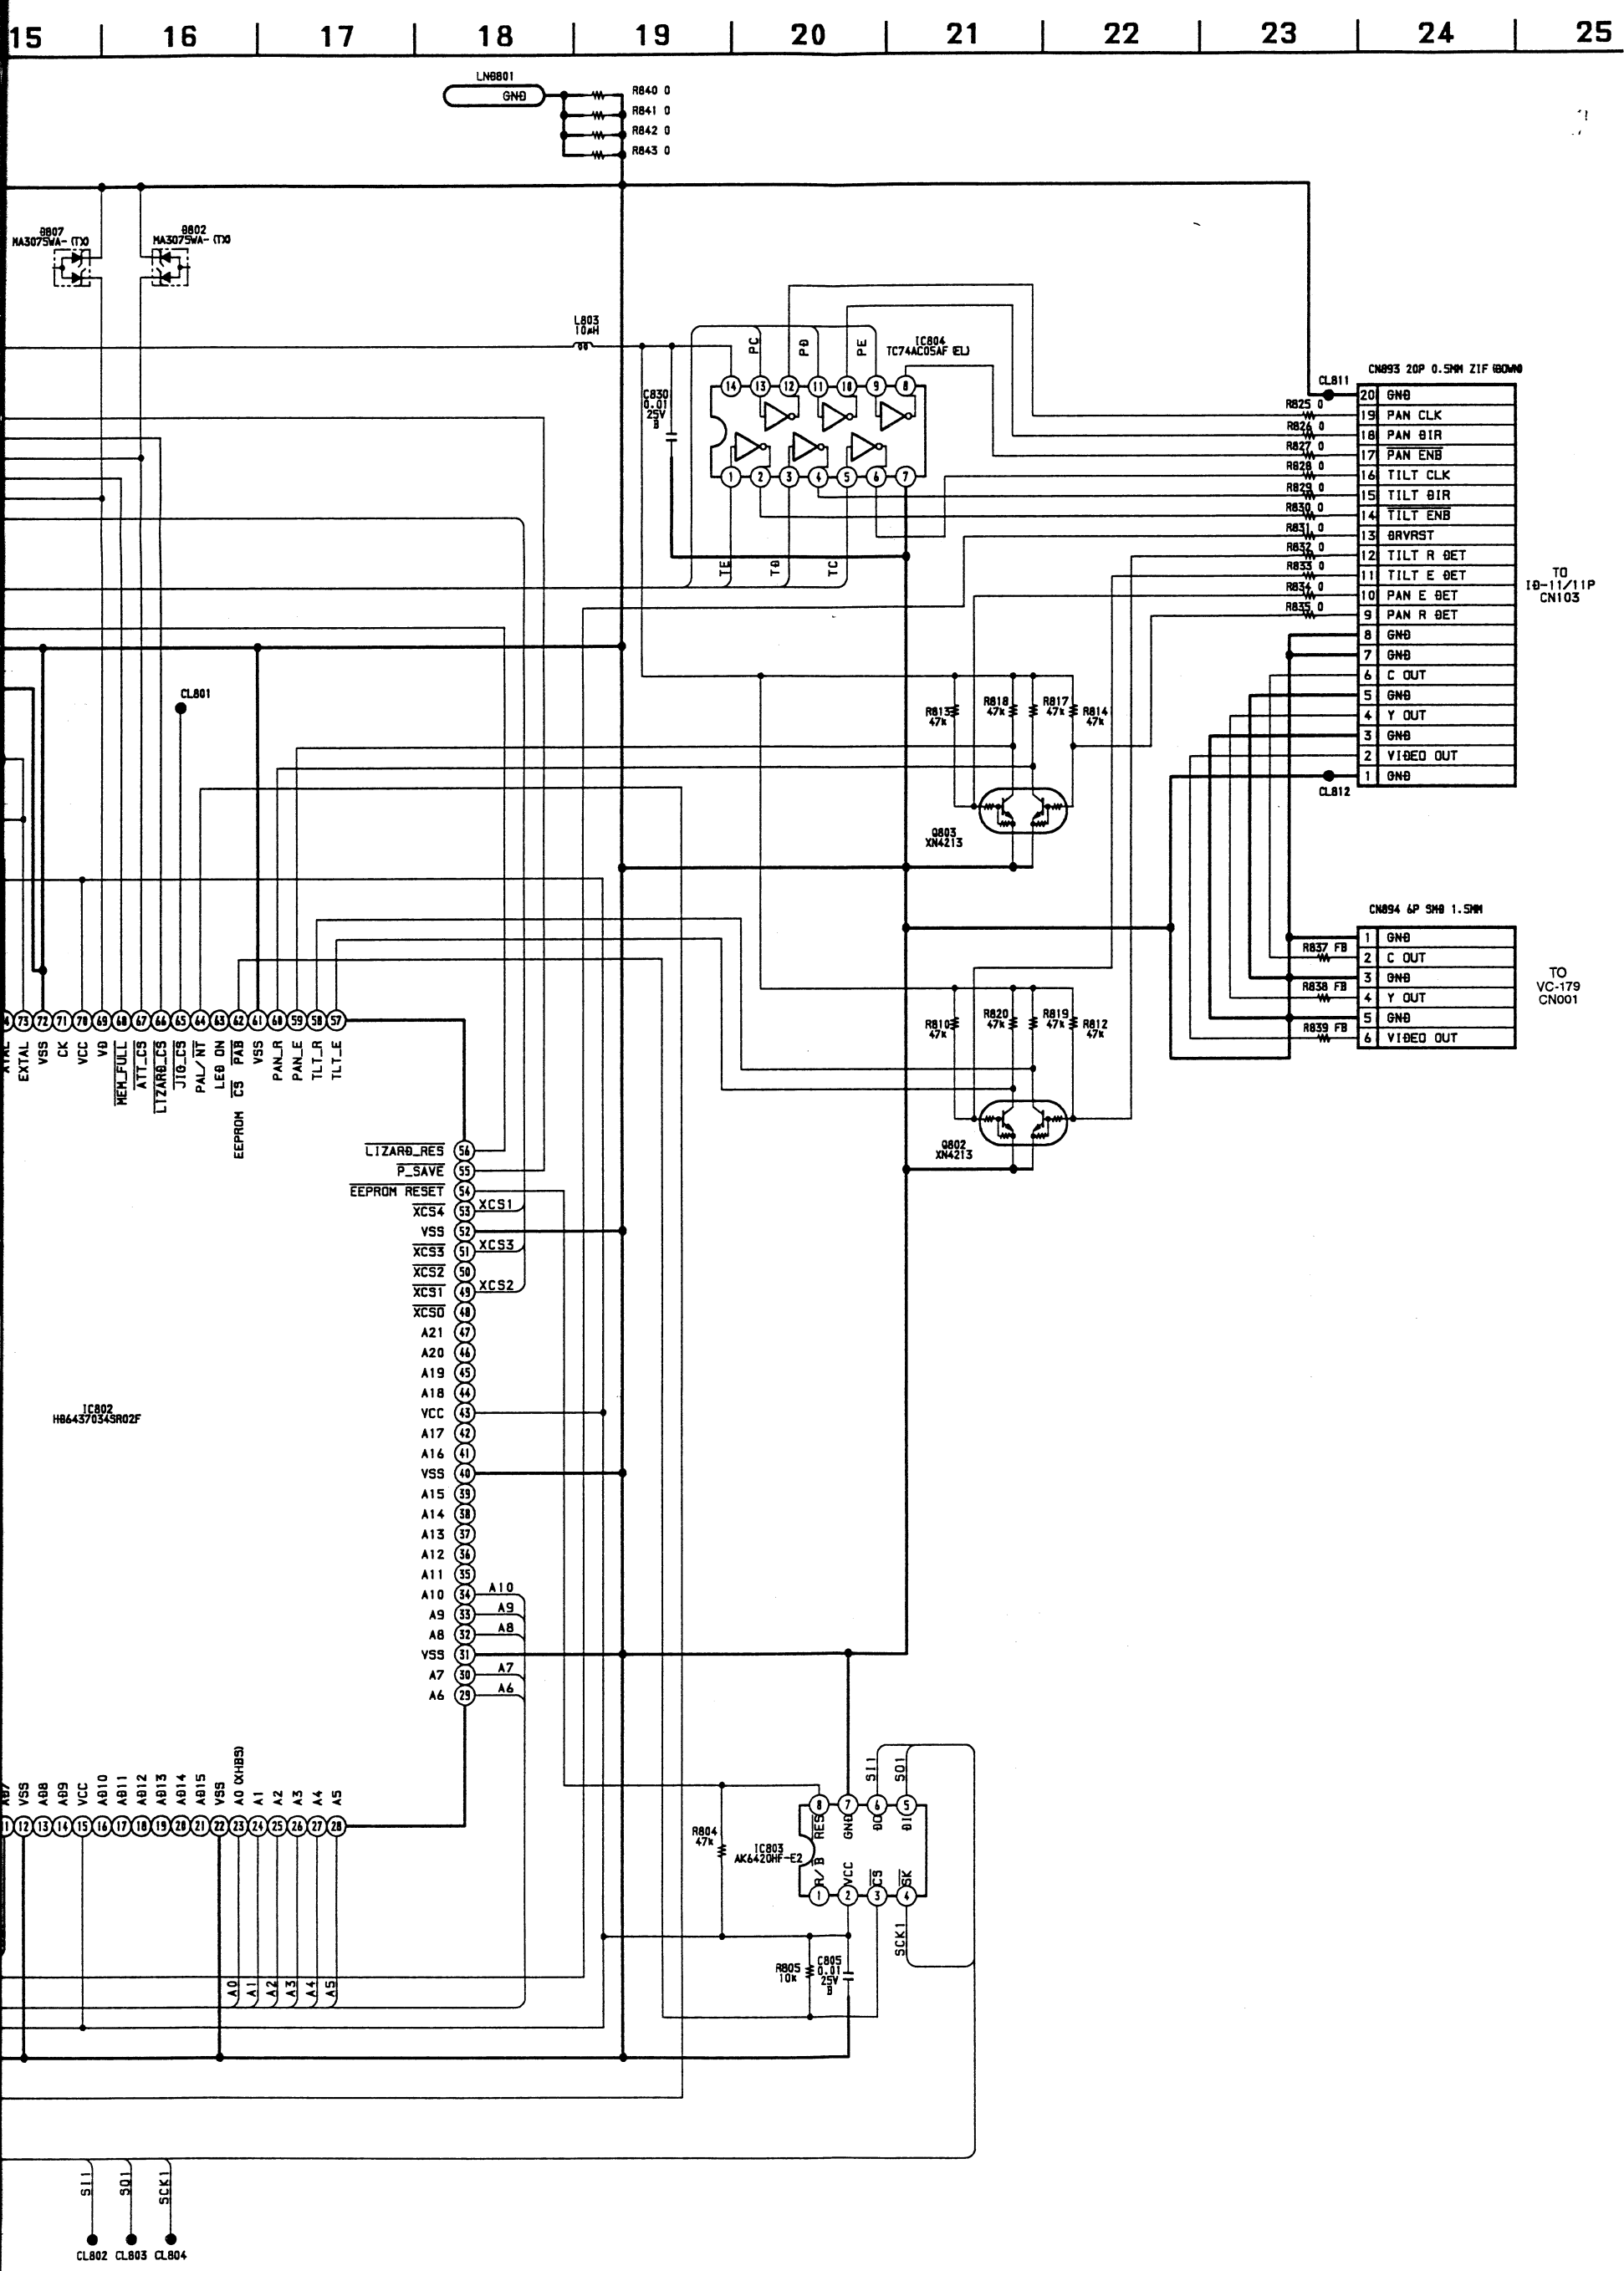 15 16 17 18 19 20 21 22 23 24 25
LN0801
GND
R840 0
R841 0
R842 0
R843 0
D807
MA3075WA- (TX)
D802
MA3075WA- (TX)
L803
10μH
C830
0.01
25V
B
PC PD PE
IC804
TC74AC05AF (EL)
14 13 12 11 10 9 8
1 2 3 4 5 6 7
TE TD TC
CN893 20P 0.5MM ZIF (DOWN)
CL811
20 GND
R825 0 19 PAN CLK
R826 0 18 PAN DIR
R827 0 17 PAN ENB
R828 0 16 TILT CLK
R829 0 15 TILT DIR
R830 0 14 TILT ENB
R831 0 13 DRVRST
R832 0 12 TILT R DET
R833 0 11 TILT E DET
R834 0 10 PAN E DET
R835 0 9 PAN R DET
8 GND
7 GND
6 C OUT
5 GND
4 Y OUT
3 GND
2 VIDEO OUT
1 GND
CL812
TO
ID-11/11P
CN103
CL801
R813
47k
R818
47k
R817
47k
R814
47k
Q803
XN4213
CN894 6P SMD 1.5MM
1 GND
R837 FB 2 C OUT
3 GND
R838 FB 4 Y OUT
5 GND
R839 FB 6 VIDEO OUT
TO
VC-179
CN001
R810
47k
R820
47k
R819
47k
R812
47k
Q802
XN4213
73 72 71 70 69 68 67 66 65 64 63 62 61 60 59 58 57
XTAL
EXTAL
VSS
CK
VCC
VD
MEM_FULL
ATT_CS
LIZARD_CS
JIG_CS
PAL/NT
LED ON
EEPROM CS PAB
VSS
PAN_R
PAN_E
TLT_R
TLT_E
LIZARD_RES 56
P_SAVE 55
EEPROM RESET 54
XCS4 53 XCS1
VSS 52
XCS3 51 XCS3
XCS2 50
XCS1 49 XCS2
XCS0 48
A21 47
A20 46
A19 45
A18 44
VCC 43
A17 42
A16 41
VSS 40
A15 39
A14 38
A13 37
A12 36
A11 35
A10 34 A10
A9 33 A9
A8 32 A8
VSS 31
A7 30 A7
A6 29 A6
IC802
HD6437034SR02F
AD7
VSS
AD8
AD9
VCC
AD10
AD11
AD12
AD13
AD14
AD15
VSS
A0 (XHBS)
A1
A2
A3
A4
A5
11 12 13 14 15 16 17 18 19 20 21 22 23 24 25 26 27 28
A0 A1 A2 A3 A4 A5
SI1 SO1
8 7 6 5
RES GND DO DI
R804
47k
IC803
AK6420HF-E2
R/B VCC CS SK
1 2 3 4
SCK1
R805
10k
C805
0.01
25V
B
SI1 SO1 SCK1
CL802 CL803 CL804